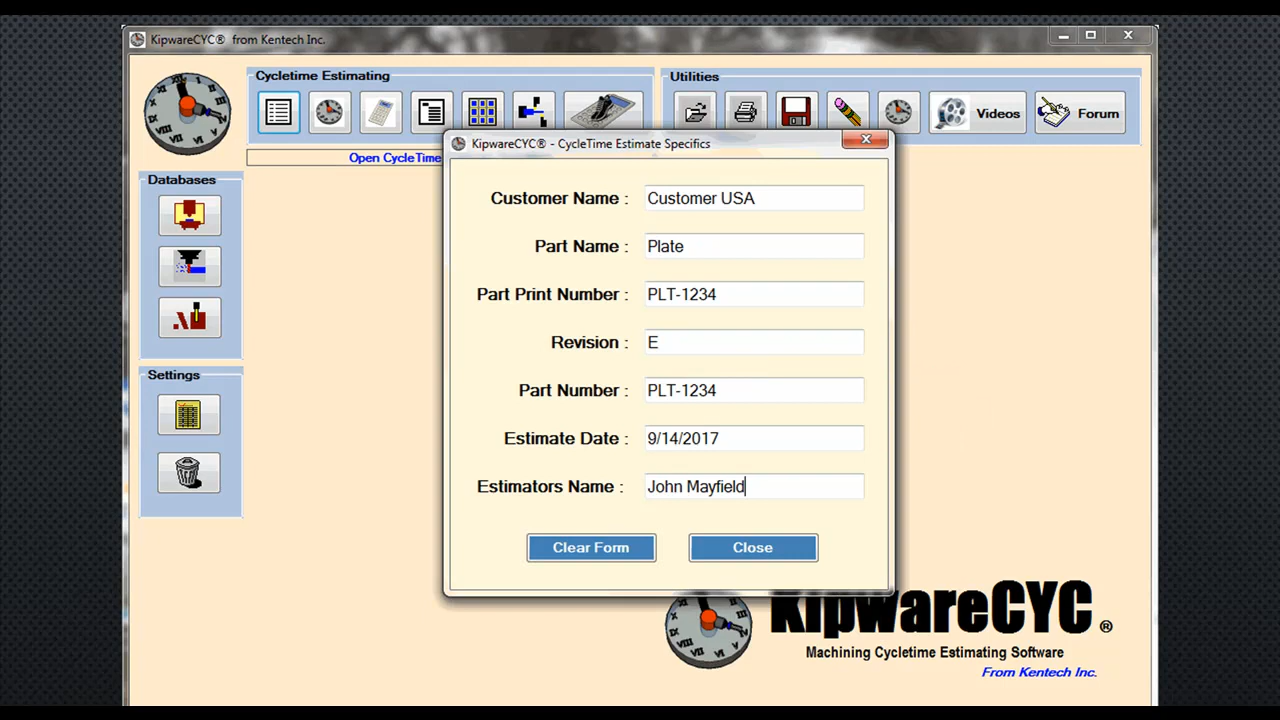 KipwareCYC® from Kentech Inc.
Cycletime Estimating
Utilities
Videos
Forum
Open CycleTime
KipwareCYC® - CycleTime Estimate Specifics
Databases
Settings
Customer Name : Customer USA
Part Name : Plate
Part Print Number : PLT-1234
Revision : E
Part Number : PLT-1234
Estimate Date : 9/14/2017
Estimators Name : John Mayfield
Clear Form Close
KipwareCYC®
Machining Cycletime Estimating Software
From Kentech Inc.